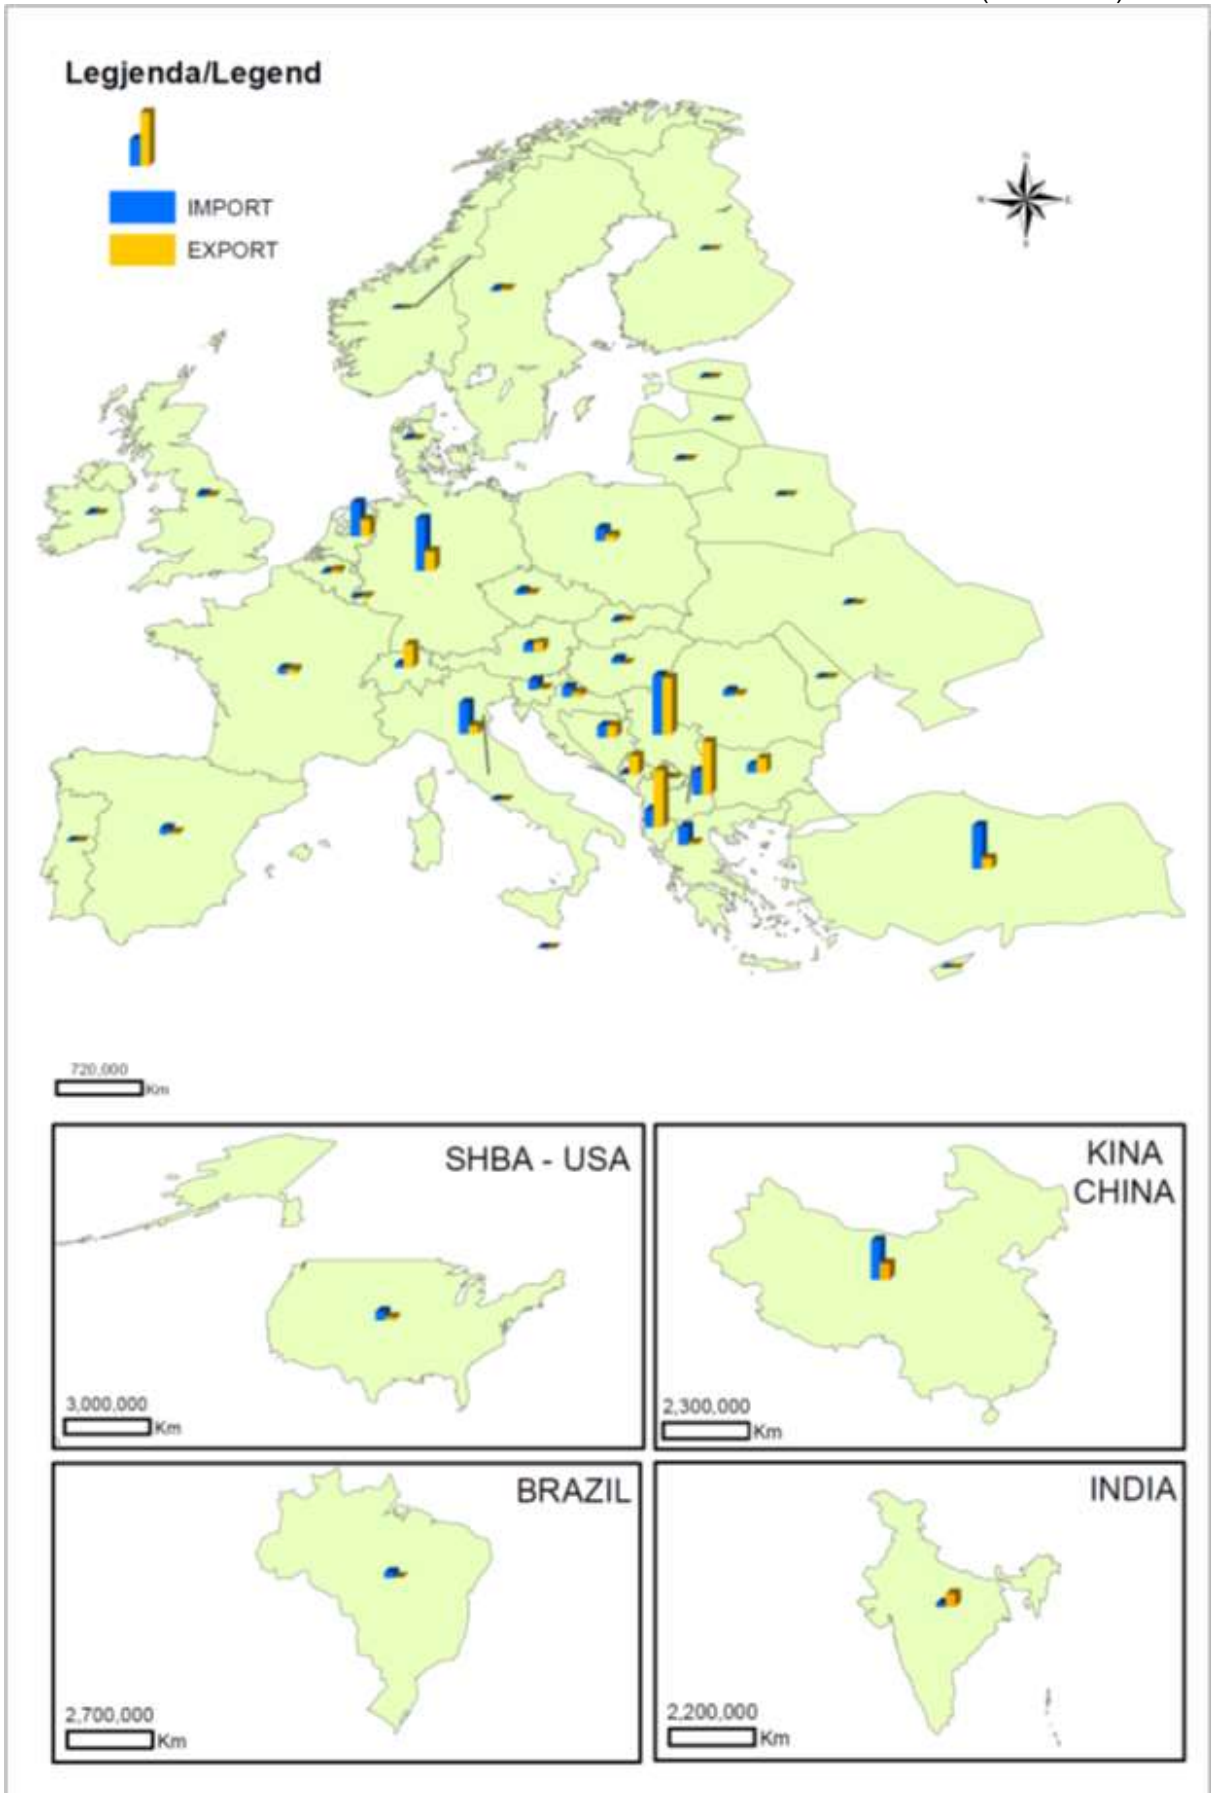 Legjenda/Legend
IMPORT
EXPORT
N
W
E
S
720,000
Km
SHBA - USA
3,000,000
Km
KINA
CHINA
2,300,000
Km
BRAZIL
2,700,000
Km
INDIA
2,200,000
Km